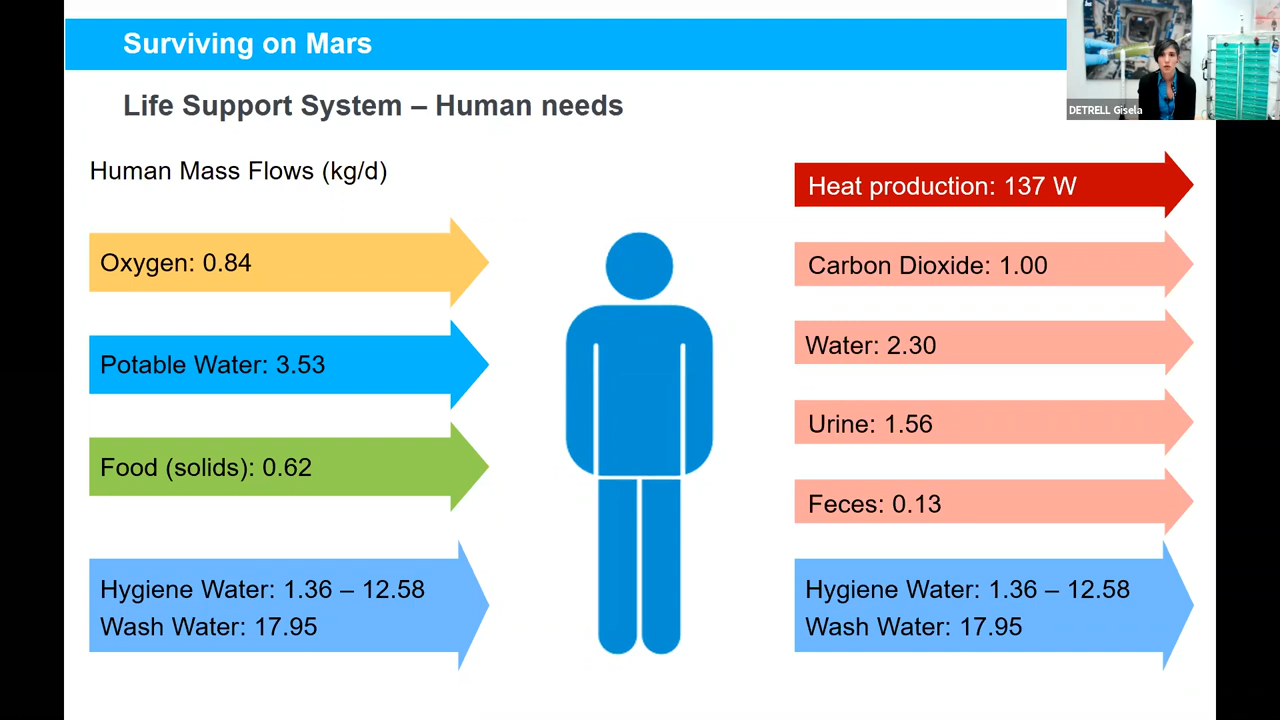 Surviving on Mars
DETRELL Gisela
Life Support System – Human needs
Human Mass Flows (kg/d)
Oxygen: 0.84
Potable Water: 3.53
Food (solids): 0.62
Hygiene Water: 1.36 – 12.58
Wash Water: 17.95
Heat production: 137 W
Carbon Dioxide: 1.00
Water: 2.30
Urine: 1.56
Feces: 0.13
Hygiene Water: 1.36 – 12.58
Wash Water: 17.95